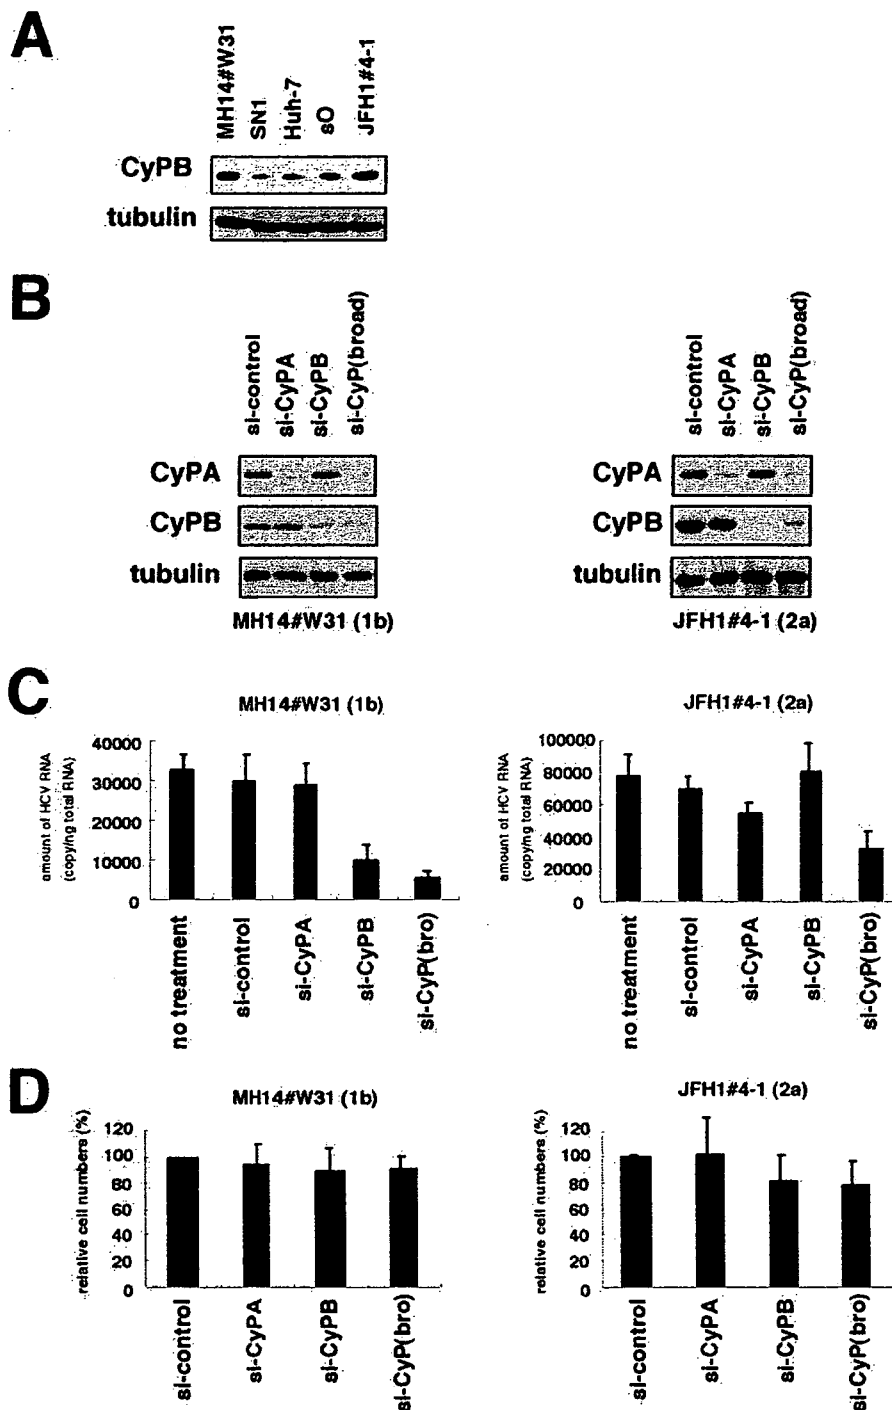 A
MH14#W31
SN1
Huh-7
sO
JFH1#4-1
CyPB
tubulin
B
si-control
si-CyPA
si-CyPB
si-CyP(broad)
CyPA
CyPB
tubulin
MH14#W31 (1b)
si-control
si-CyPA
si-CyPB
si-CyP(broad)
CyPA
CyPB
tubulin
JFH1#4-1 (2a)
C
MH14#W31 (1b)
amount of HCV RNA
(copy/ng total RNA)
40000
30000
20000
10000
0
no treatment
si-control
si-CyPA
si-CyPB
si-CyP(bro)
JFH1#4-1 (2a)
amount of HCV RNA
(copy/ng total RNA)
100000
80000
60000
40000
20000
0
no treatment
si-control
si-CyPA
si-CyPB
si-CyP(bro)
D
MH14#W31 (1b)
relative cell numbers (%)
120
100
80
60
40
20
0
si-control
si-CyPA
si-CyPB
si-CyP(bro)
JFH1#4-1 (2a)
relative cell numbers (%)
120
100
80
60
40
20
0
si-control
si-CyPA
si-CyPB
si-CyP(bro)